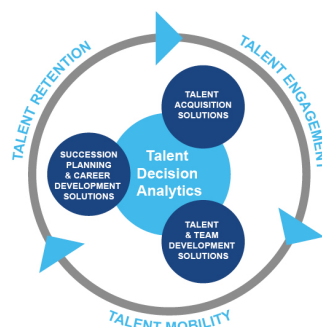 TALENT RETENTION
TALENT ENGAGEMENT
TALENT
ACQUISITION
SOLUTIONS
SUCCESSION
PLANNING
& CAREER
DEVELOPMENT
SOLUTIONS
Talent
Decision
Analytics
TALENT
& TEAM
DEVELOPMENT
SOLUTIONS
TALENT MOBILITY